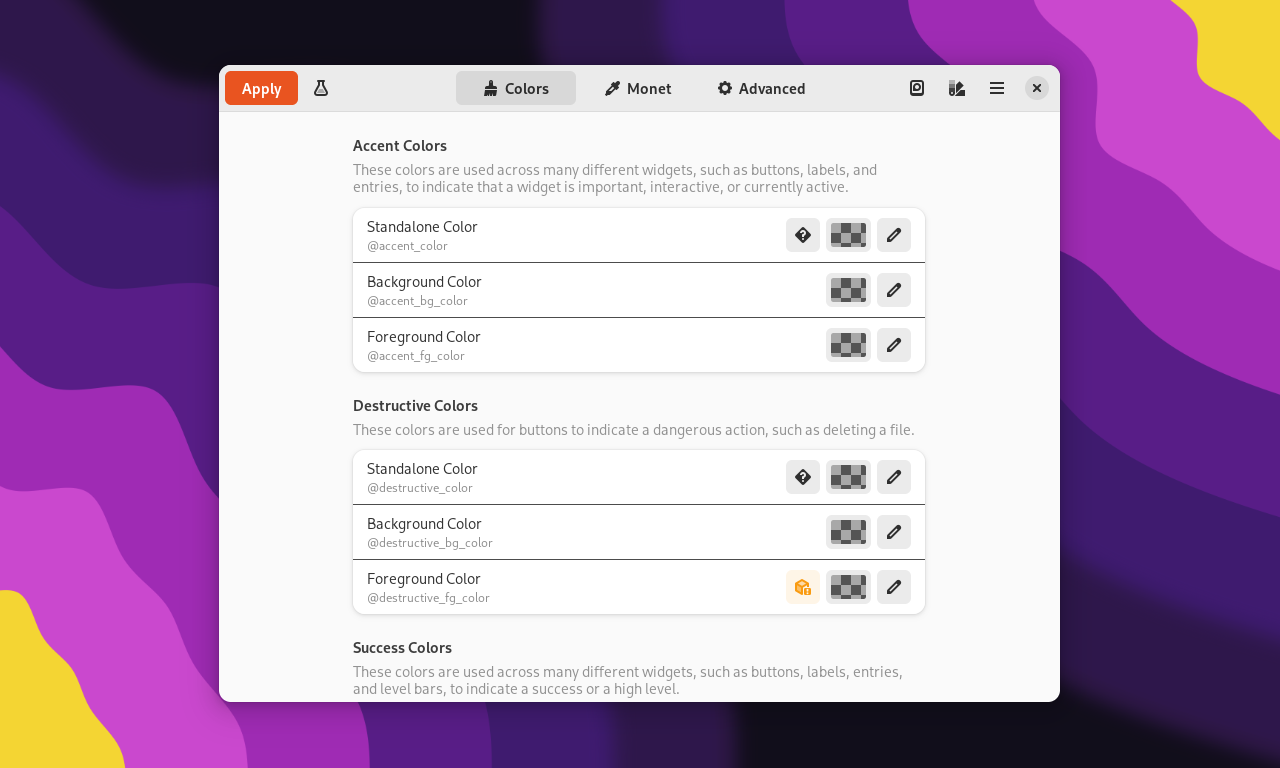 Apply
Colors
Monet
Advanced
Accent Colors
These colors are used across many different widgets, such as buttons, labels, and
entries, to indicate that a widget is important, interactive, or currently active.
Standalone Color
@accent_color
Background Color
@accent_bg_color
Foreground Color
@accent_fg_color
Destructive Colors
These colors are used for buttons to indicate a dangerous action, such as deleting a file.
Standalone Color
@destructive_color
Background Color
@destructive_bg_color
Foreground Color
@destructive_fg_color
Success Colors
These colors are used across many different widgets, such as buttons, labels, entries,
and level bars, to indicate a success or a high level.